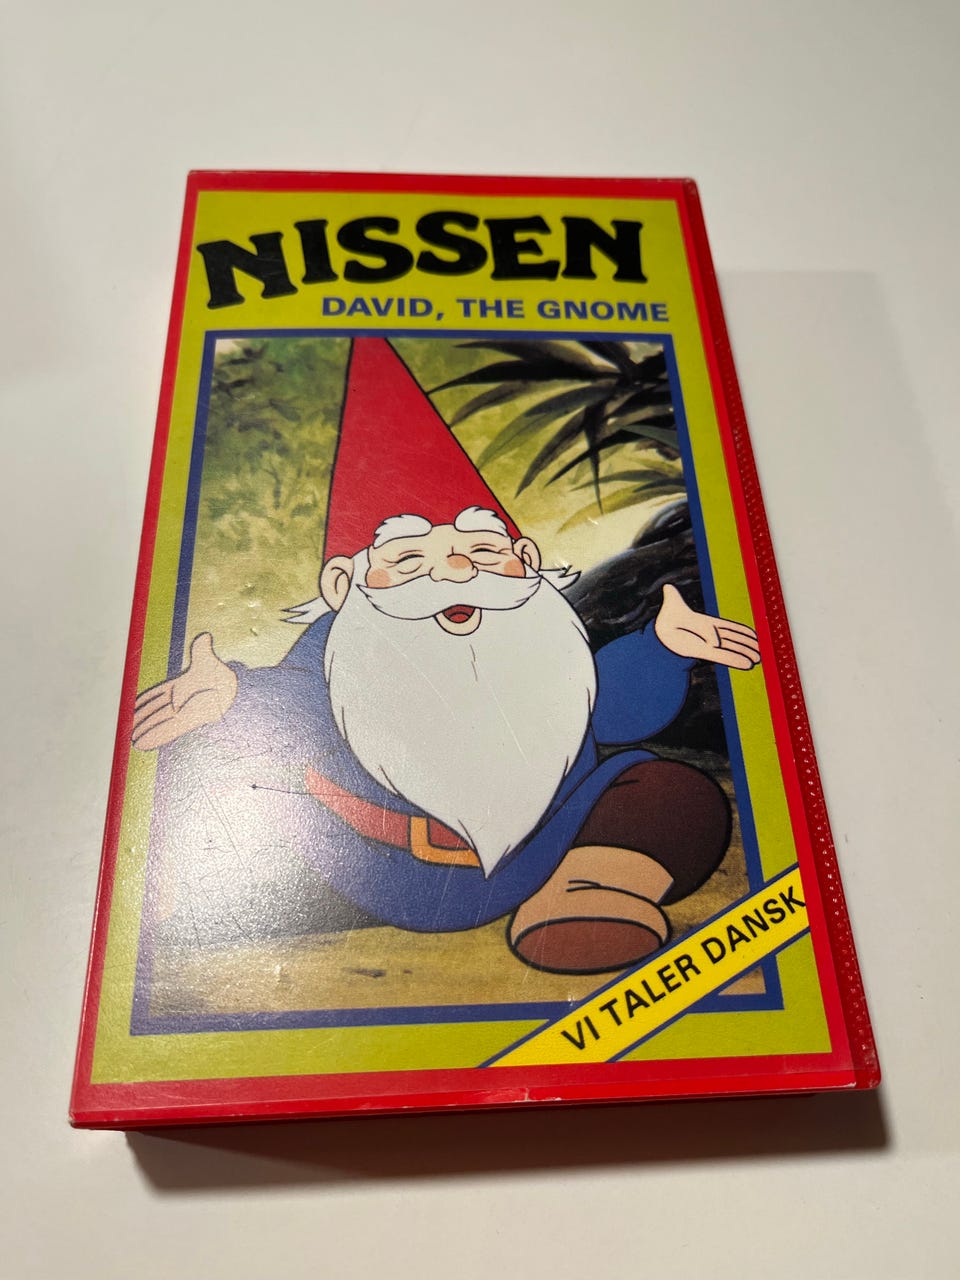 NISSEN
DAVID, THE GNOME
VI TALER DANSK